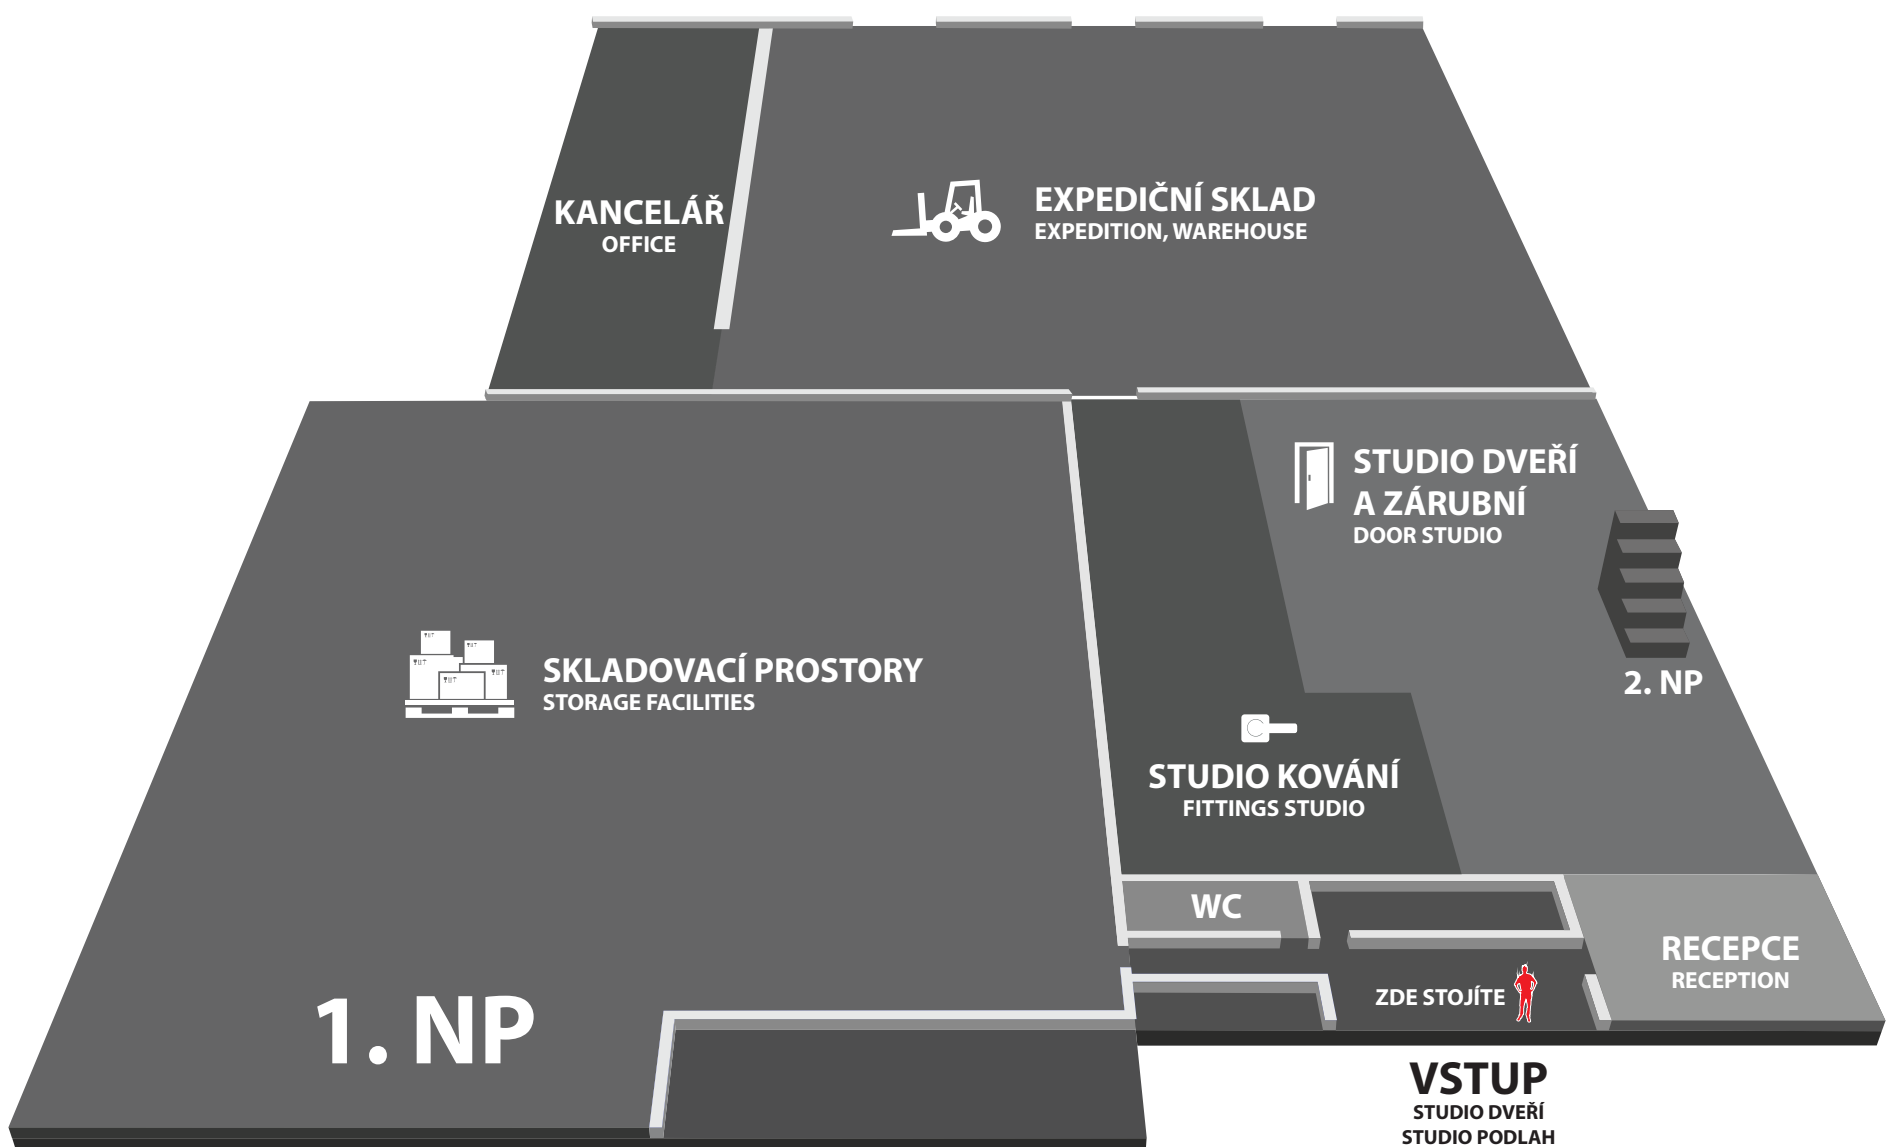 KANCELÁŘ
OFFICE
EXPEDIČNÍ SKLAD
EXPEDITION, WAREHOUSE
STUDIO DVEŘÍ
A ZÁRUBNÍ
DOOR STUDIO
2. NP
SKLADOVACÍ PROSTORY
STORAGE FACILITIES
STUDIO KOVÁNÍ
FITTINGS STUDIO
WC
RECEPCE
RECEPTION
ZDE STOJÍTE
1. NP
VSTUP
STUDIO DVEŘÍ
STUDIO PODLAH